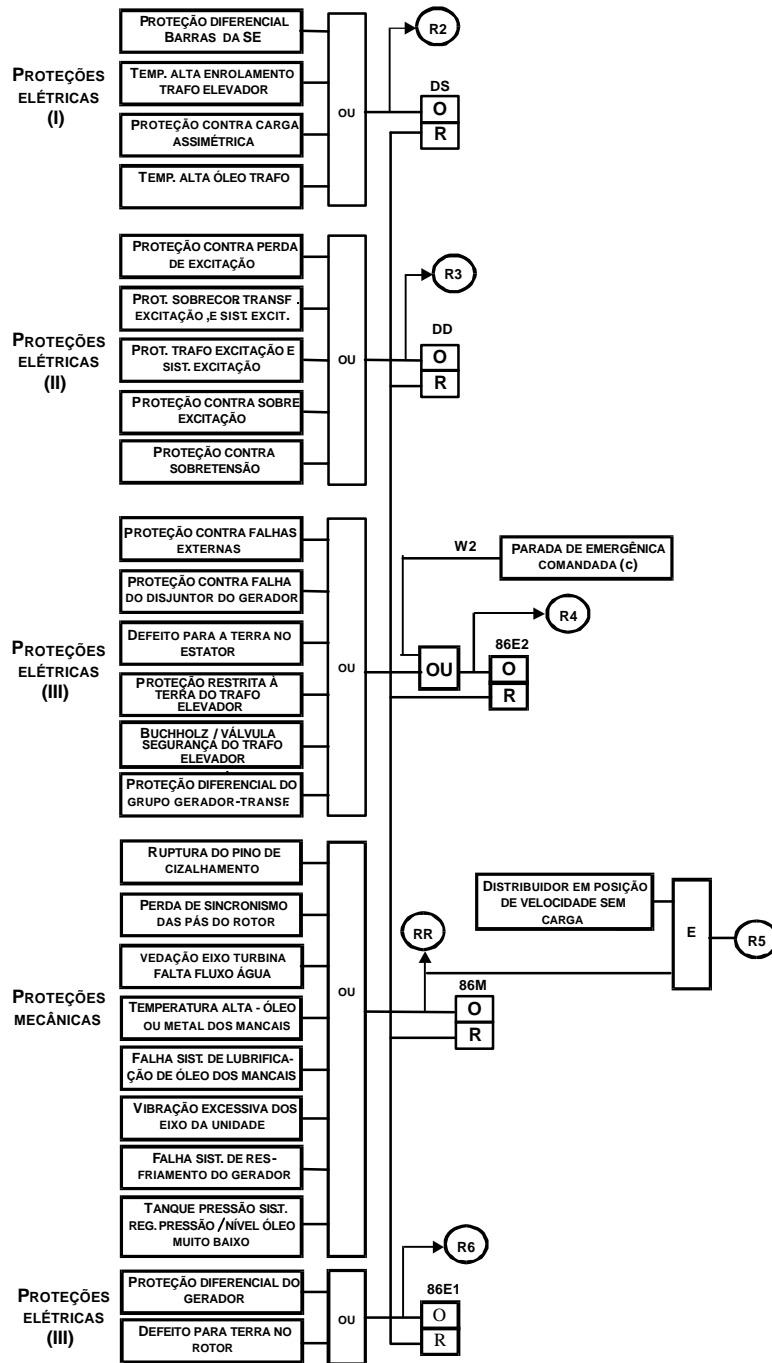 PROTEÇÃO DIFERENCIAL
BARRAS DA SE
R2
PROTEÇÕES
ELÉTRICAS
(I)
TEMP. ALTA ENROLAMENTO
TRAFO ELEVADOR
OU
DS
O
R
PROTEÇÃO CONTRA CARGA
ASSIMÉTRICA
TEMP. ALTA ÓLEO TRAFO
PROTEÇÃO CONTRA PERDA
DE EXCITAÇÃO
R3
PROTEÇÕES
ELÉTRICAS
(II)
PROT. SOBRECOR. TRANSF .
EXCITAÇÃO ,E SIST. EXCIT.
DD
PROT. TRAFO EXCITAÇÃO E
SIST. EXCITAÇÃO
OU
O
R
PROTEÇÃO CONTRA SOBRE
EXCITAÇÃO
PROTEÇÃO CONTRA
SOBRETENSÃO
PROTEÇÃO CONTRA FALHAS
EXTERNAS
W2
PARADA DE EMERGÊNICA
COMANDADA (c)
PROTEÇÃO CONTRA FALHA
DO DISJUNTOR DO GERADOR
R4
PROTEÇÕES
ELÉTRICAS
(III)
DEFEITO PARA A TERRA NO
ESTATOR
OU
OU
86E2
O
R
PROTEÇÃO RESTRITA À
TERRA DO TRAFO
ELEVADOR
BUCHHOLZ / VÁLVULA
SEGURANÇA DO TRAFO
ELEVADOR
PROTEÇÃO DIFERENCIAL DO
GRUPO GERADOR-TRANSF.
RUPTURA DO PINO DE
CIZALHAMENTO
PERDA DE SINCRONISMO
DAS PÁS DO ROTOR
DISTRIBUIDOR EM POSIÇÃO
DE VELOCIDADE SEM
CARGA
E
R5
RR
VEDAÇÃO EIXO TURBINA
FALTA FLUXO ÁGUA
PROTEÇÕES
MECÂNICAS
OU
86M
O
R
TEMPERATURA ALTA - ÓLEO
OU METAL DOS MANCAIS
FALHA SIST. DE LUBRIFICA-
ÇÃO DE ÓLEO DOS MANCAIS
VIBRAÇÃO EXCESSIVA DOS
EIXO DA UNIDADE
FALHA SIST. DE RES-
FRIAMENTO DO GERADOR
TANQUE PRESSÃO SIST.
REG. PRESSÃO / NÍVEL ÓLEO
MUITO BAIXO
R6
PROTEÇÕES
ELÉTRICAS
(III)
PROTEÇÃO DIFERENCIAL DO
GERADOR
OU
86E1
O
R
DEFEITO PARA TERRA NO
ROTOR